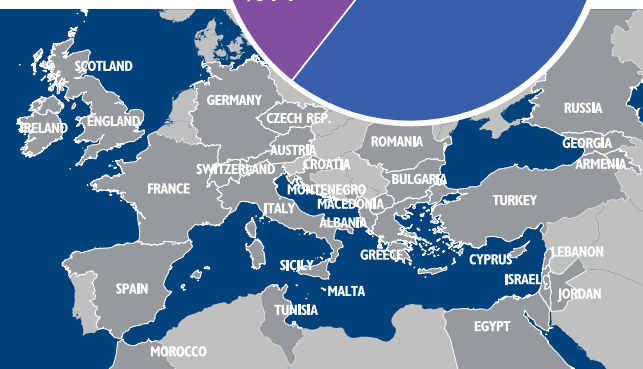 SCOTLAND
GERMANY
RUSSIA
IRELAND
ENGLAND
CZECH REP.
ROMANIA
GEORGIA
AUSTRIA
ARMENIA
SWITZERLAND
CROATIA
BULGARIA
FRANCE
MONTENEGRO
TURKEY
ITALY
MACEDONIA
ALBANIA
GREECE
CYPRUS
LEBANON
SICILY
ISRAEL
SPAIN
MALTA
JORDAN
TUNISIA
EGYPT
MOROCCO